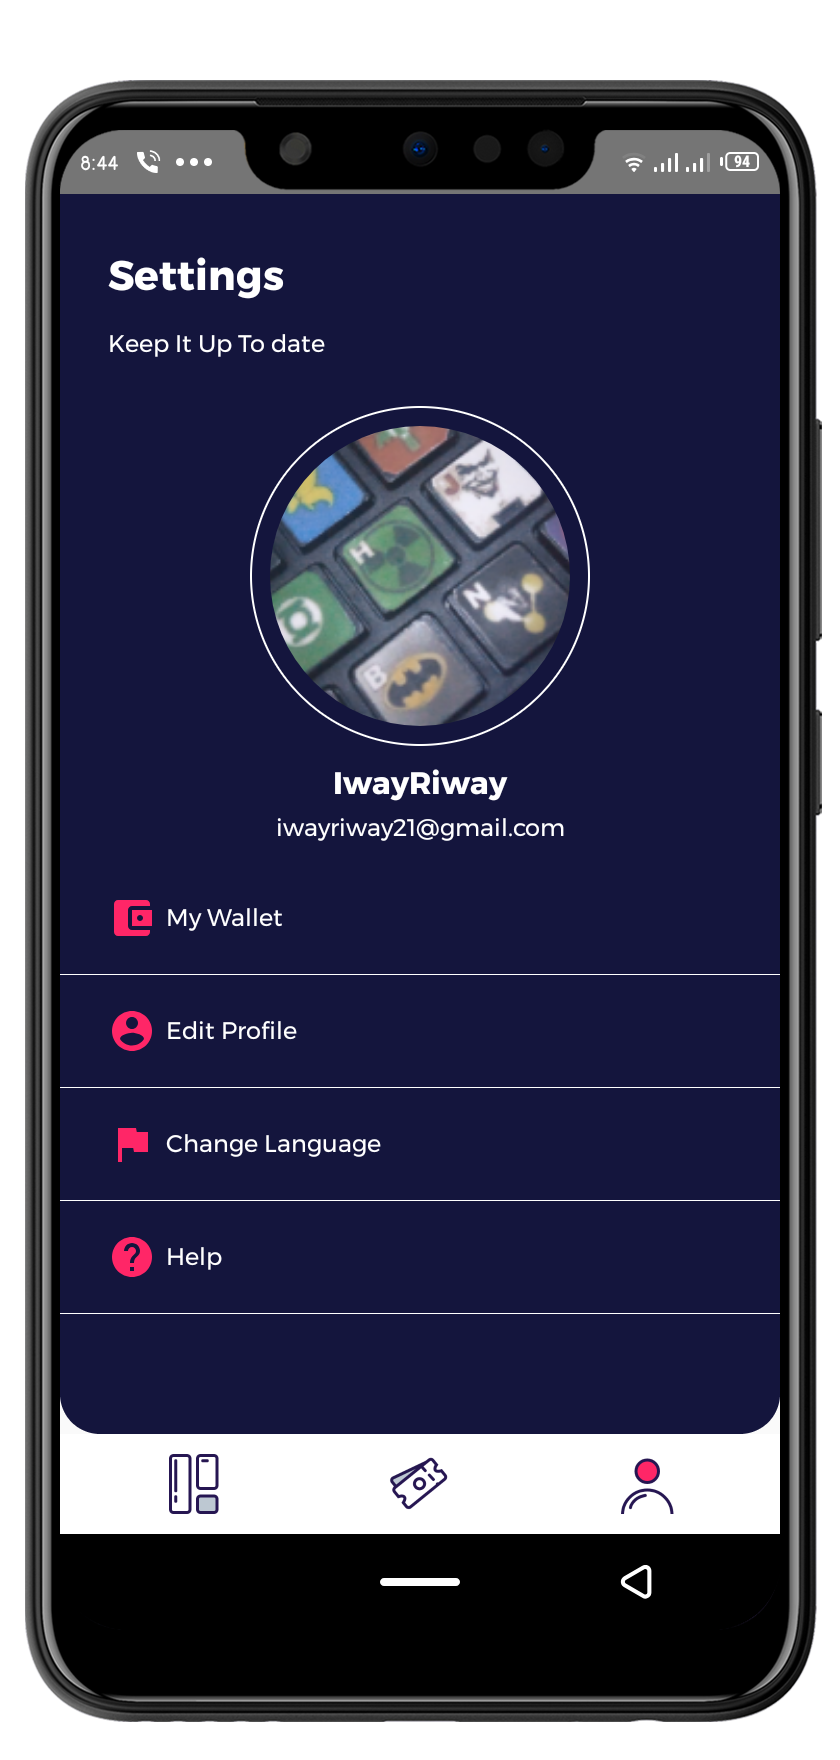 8:44
94
Settings
Keep It Up To date
J
H
N
B
IwayRiway
iwayriway21@gmail.com
My Wallet
Edit Profile
Change Language
Help